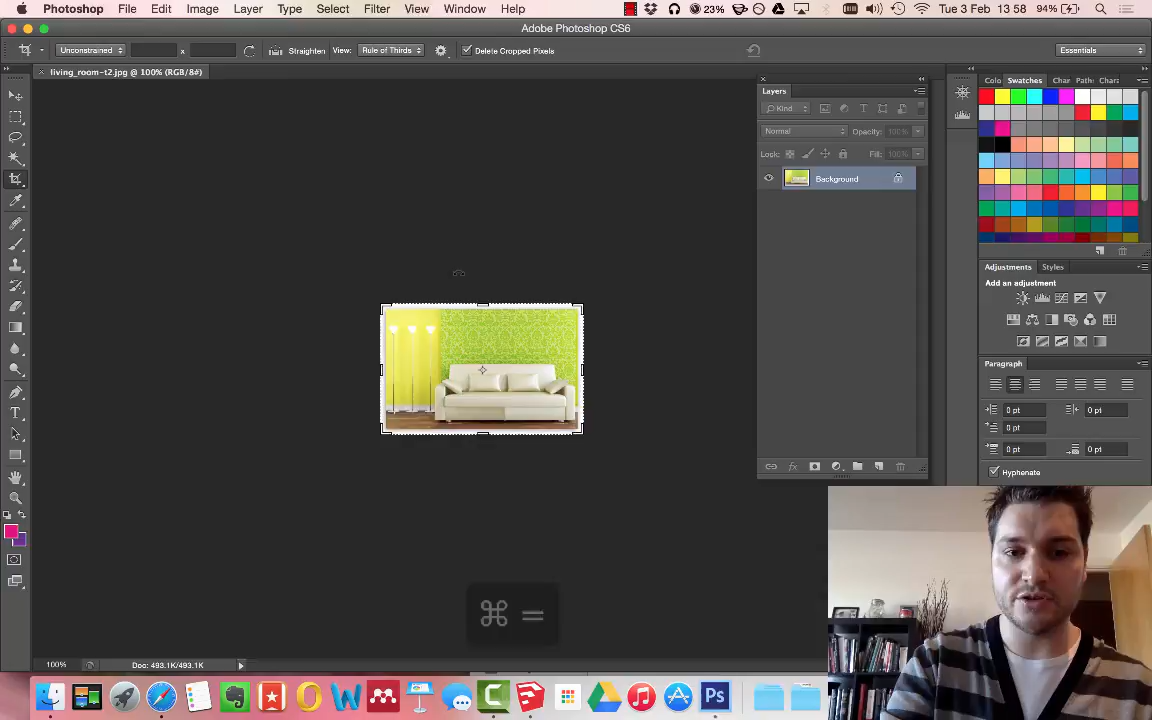 Photoshop File Edit Image Layer Type Select Filter View Window Help 23% Tue 3 Feb 13:58 94%
Adobe Photoshop CS6
Unconstrained x Straighten View: Rule of Thirds Delete Cropped Pixels Essentials
× living_room-t2.jpg @ 100% (RGB/8#)
Layers
Kind
Normal Opacity: 100%
Lock: Fill: 100%
Background
Colo Swatches Char Path Chara
Adjustments Styles
Add an adjustment
Paragraph
0 pt 0 pt
0 pt
0 pt 0 pt
Hyphenate
⌘ =
100% Doc: 493.1K/493.1K
T
W
C
Ps